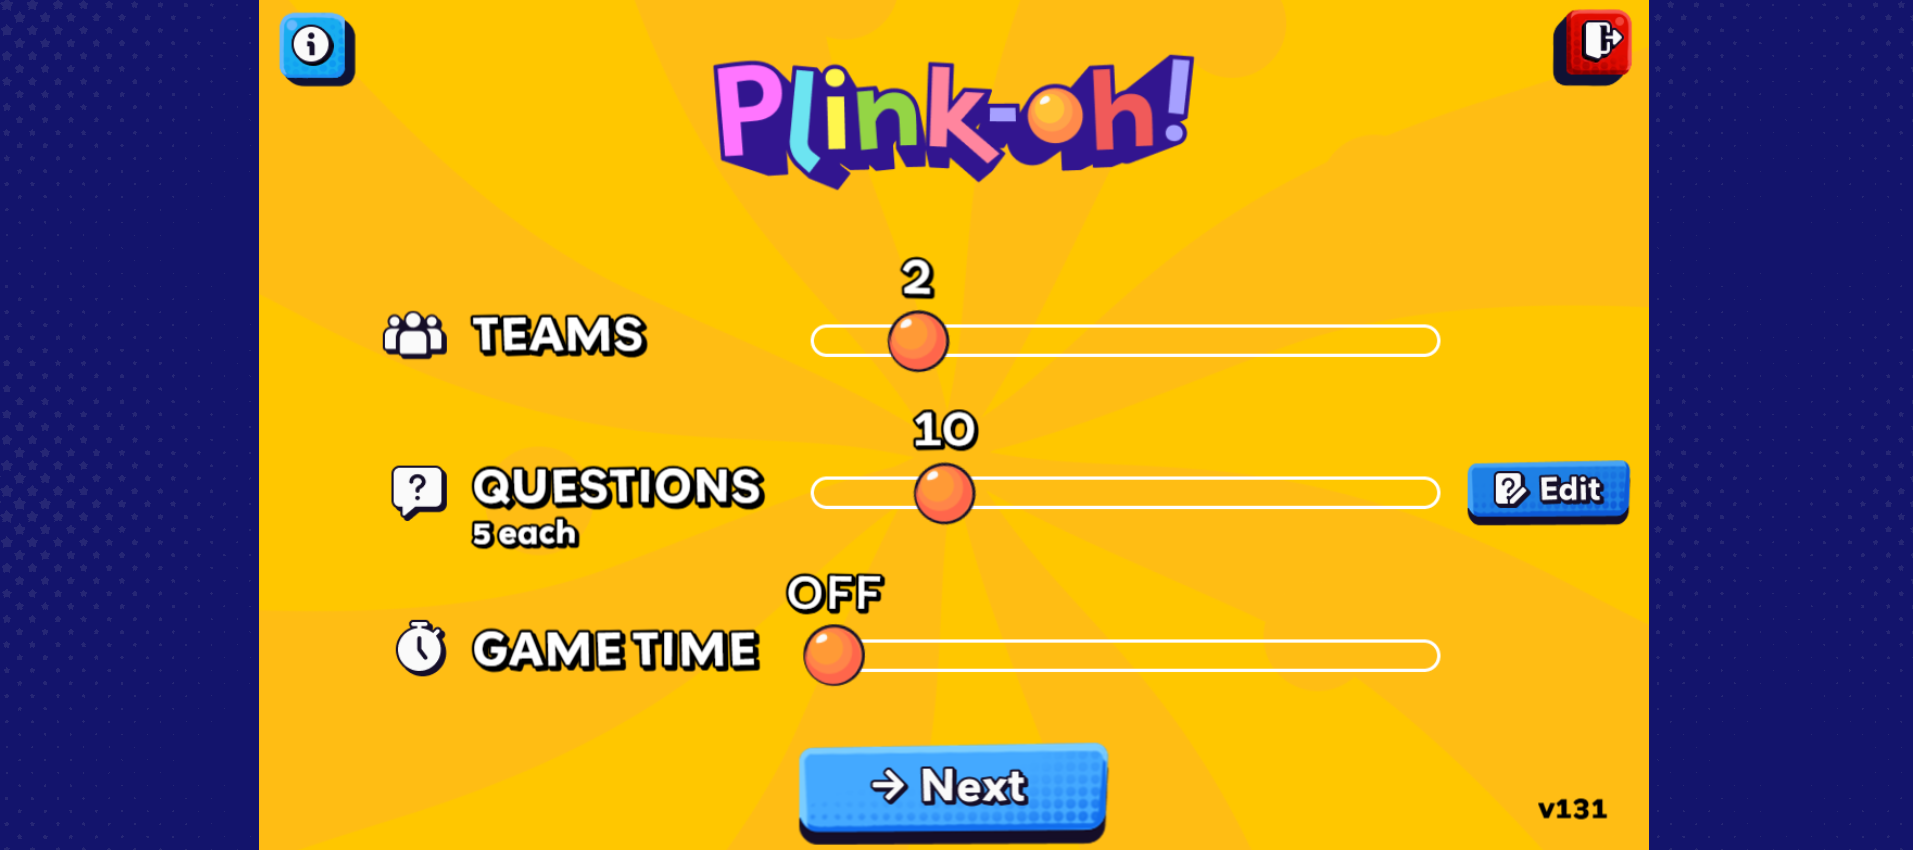 Plink-oh!
2
TEAMS
10
QUESTIONS
5 each
Edit
OFF
GAME TIME
Next
v131